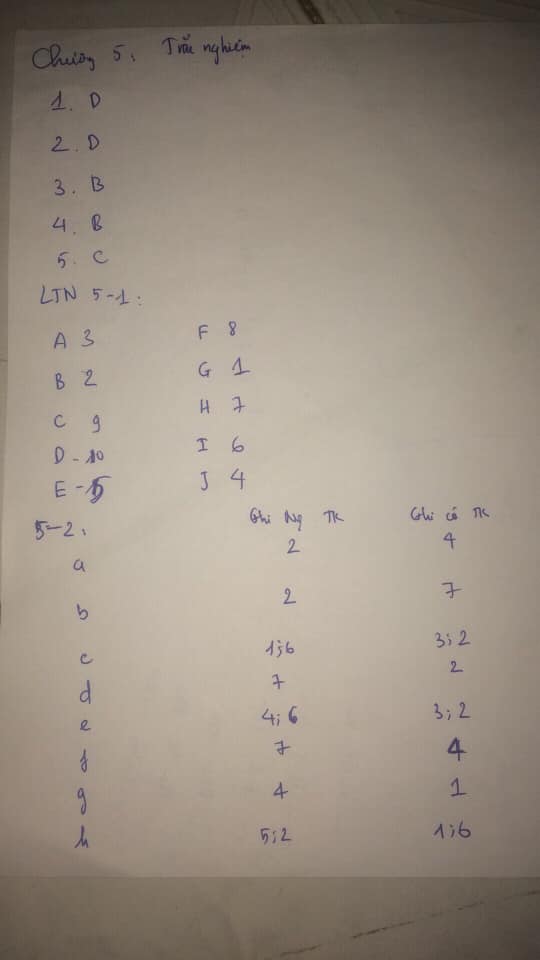 Chương 5: Trắc nghiệm
1. D
2. D
3. B
4. B
5. C
LTN 5-1:
A 3 F 8
B 2 G 1
C 9 H 7
D - 10 I 6
E - 5 J 4
5-2. Ghi Nợ TK Ghi có TK
a 2 4
b 2 7
c 1;6 3;2
d 7 2
e 4;6 3;2
f 7 4
g 4 1
h 5;2 1;6